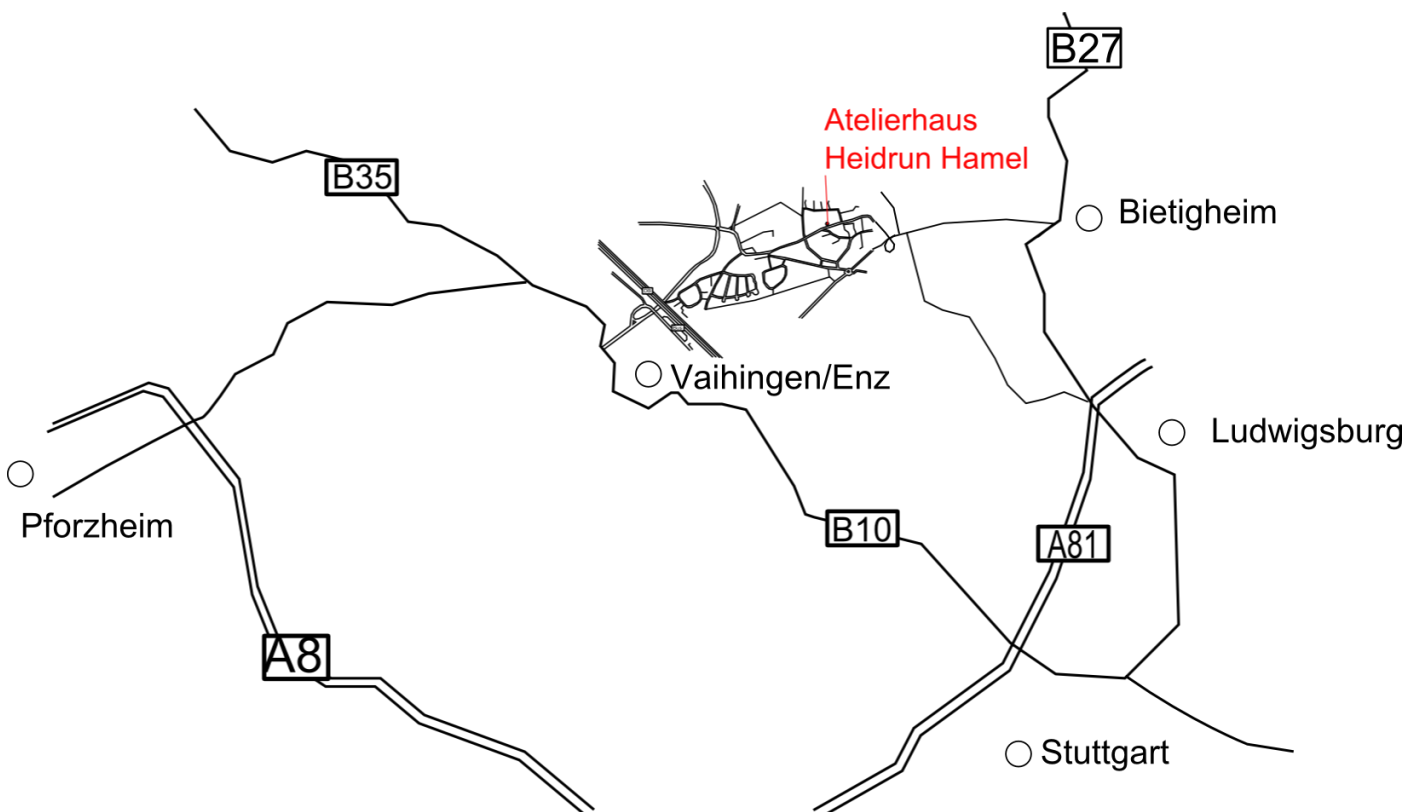 B27
Atelierhaus
Heidrun Hamel
B35
Bietigheim
Vaihingen/Enz
Ludwigsburg
Pforzheim
B10
A81
A8
Stuttgart